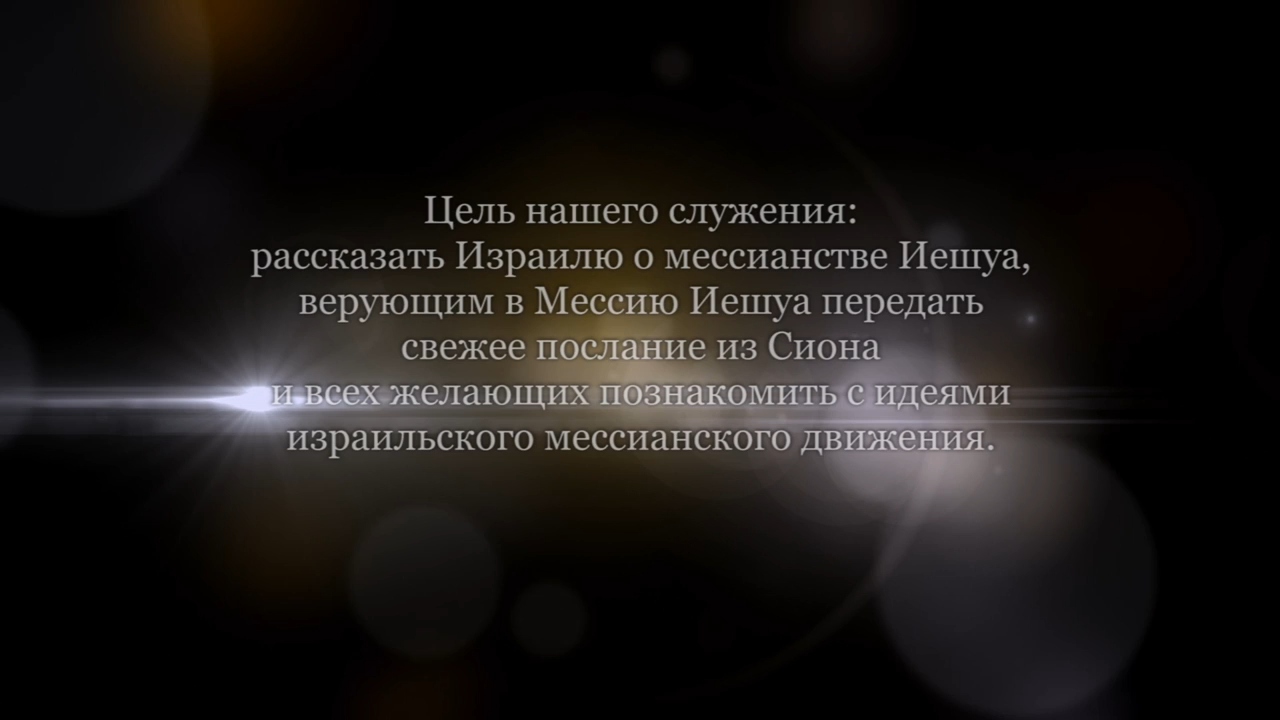 Цель нашего служения:
рассказать Израилю о мессианстве Иешуа,
верующим в Мессию Иешуа передать
свежее послание из Сиона
и всех желающих познакомить с идеями
израильского мессианского движения.